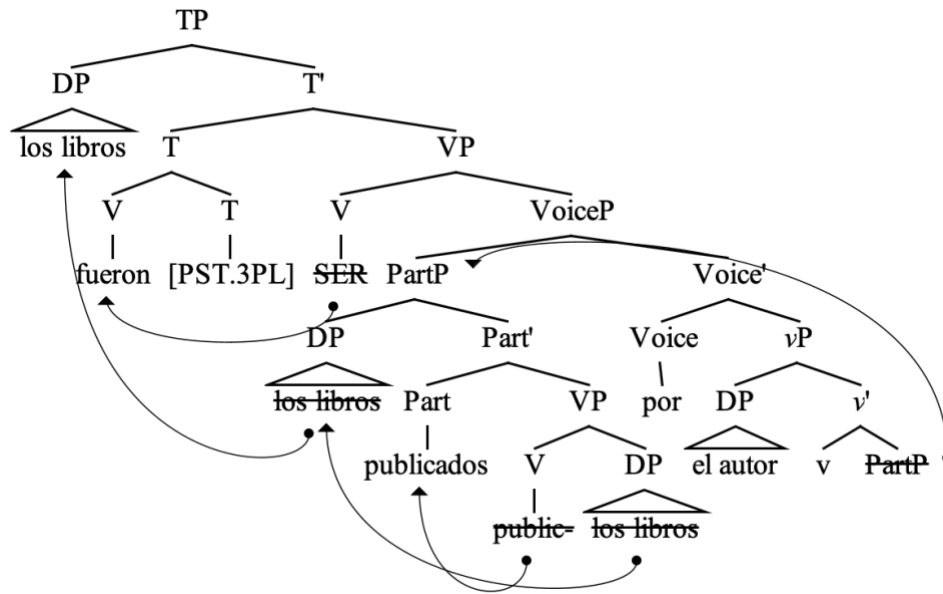 TP
DP T'
los libros T VP
V T V VoiceP
fueron [PST.3PL] SER PartP Voice'
DP Part' Voice vP
los libros Part VP por DP v'
publicados V DP el autor v PartP
public- los libros